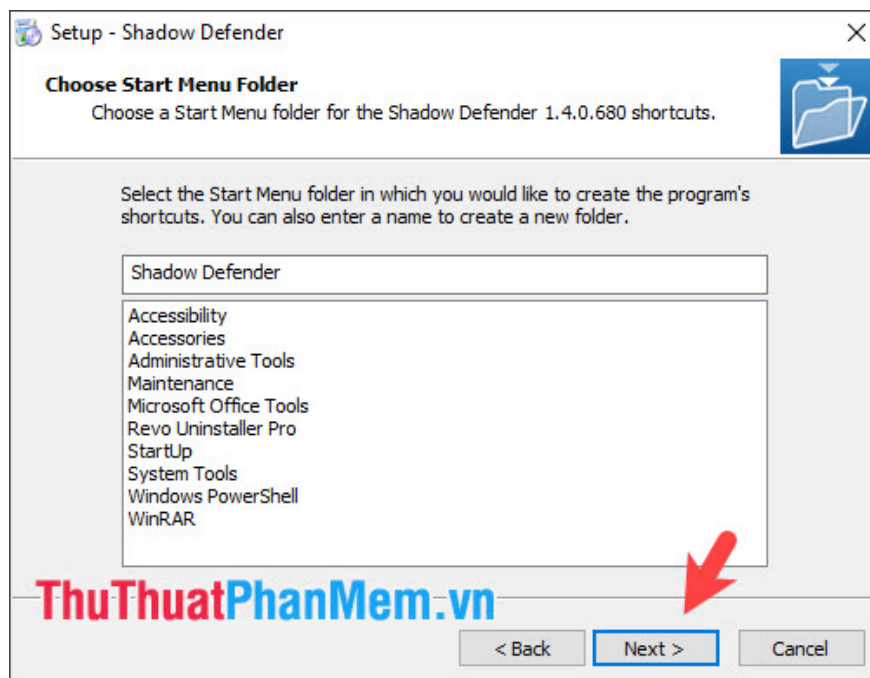 Setup - Shadow Defender
Choose Start Menu Folder
Choose a Start Menu folder for the Shadow Defender 1.4.0.680 shortcuts.
Select the Start Menu folder in which you would like to create the program's
shortcuts. You can also enter a name to create a new folder.
Shadow Defender
Accessibility
Accessories
Administrative Tools
Maintenance
Microsoft Office Tools
Revo Uninstaller Pro
StartUp
System Tools
Windows PowerShell
WinRAR
ThuThuatPhanMem.vn
< Back Next > Cancel